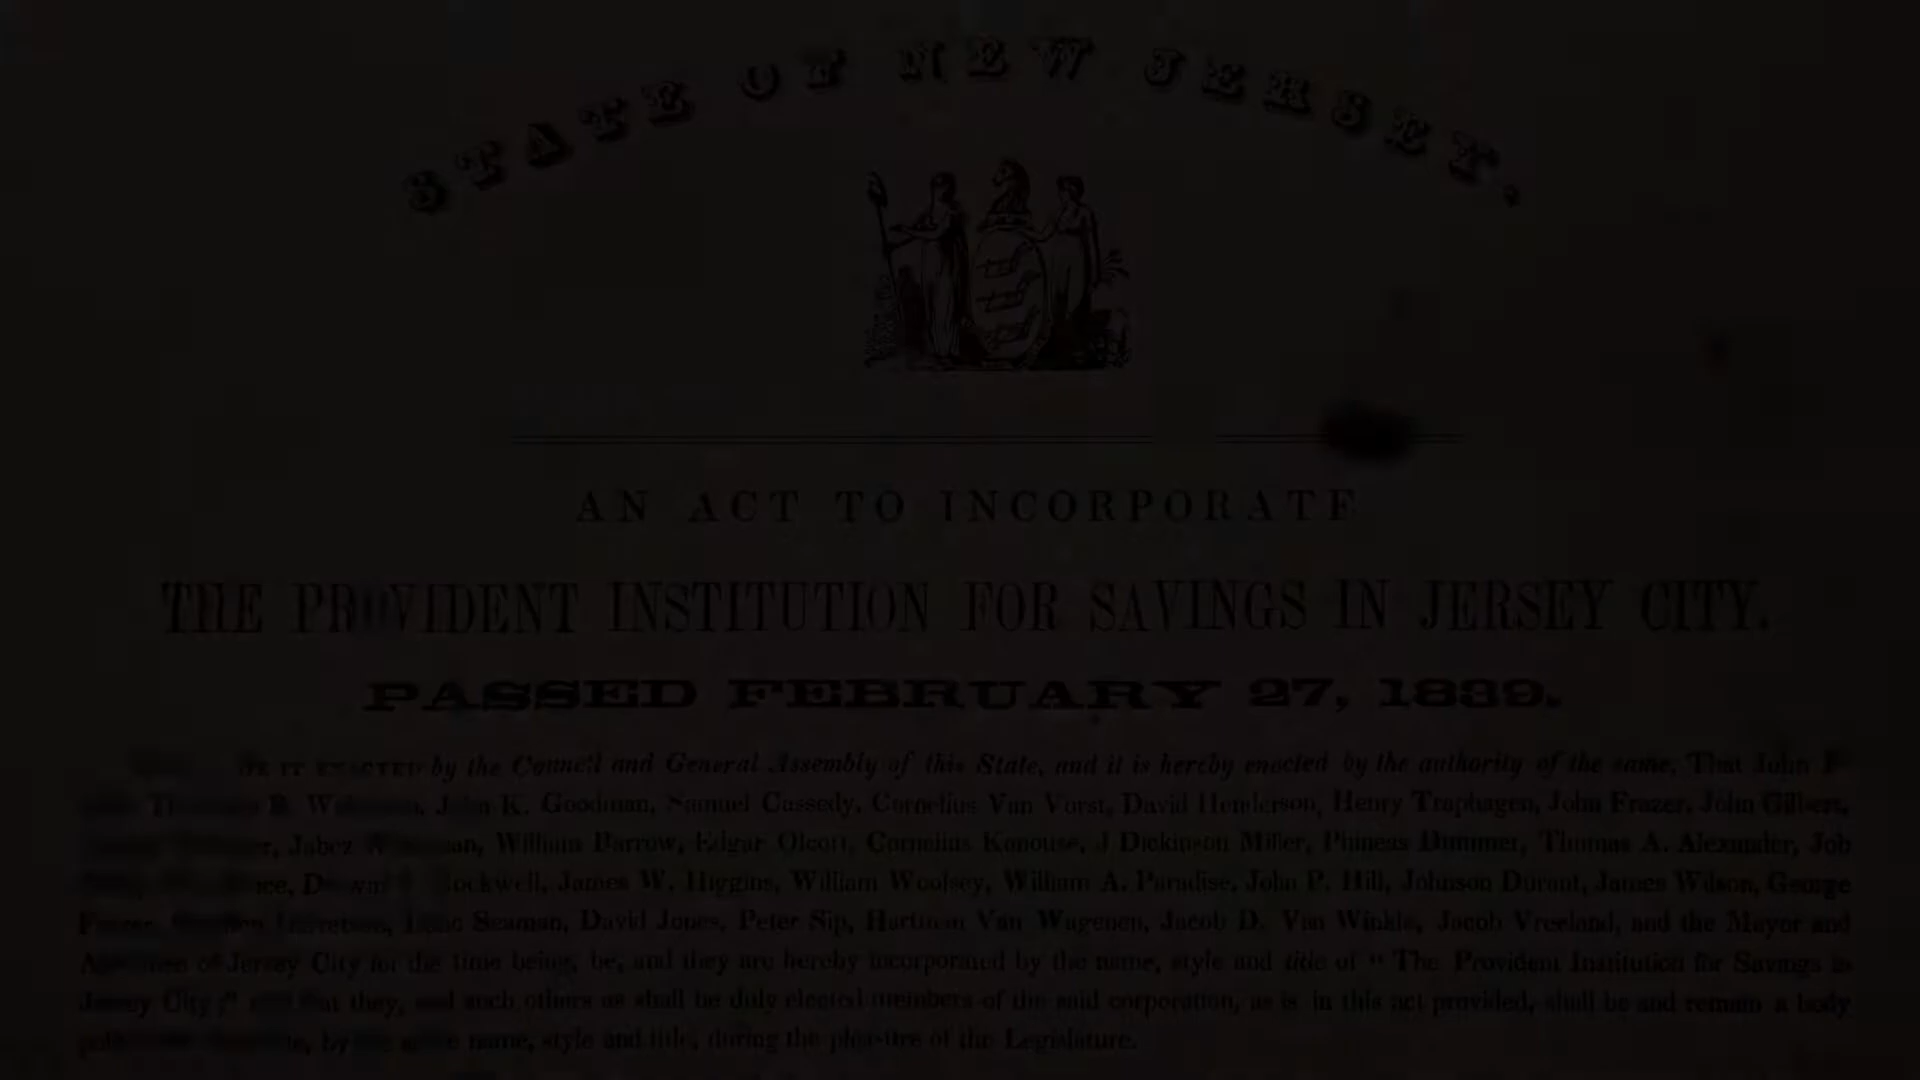 STATE OF NEW JERSEY.
AN ACT TO INCORPORATE
THE PROVIDENT INSTITUTION FOR SAVINGS IN JERSEY CITY.
PASSED FEBRUARY 27, 1839.
BE IT ENACTED by the Council and General Assembly of this State, and it is hereby enacted by the authority of the same, That John
B. John K. Goodman, Samuel Cassedy, Cornelius Van Vorst, David Henderson, Henry Traphagen, John Frazer, John Gilbert,
Jabez William Barrow, Edgar Olcott, Cornelius Kanouse, J Dickinson Miller, Phineas Dummer, Thomas A. Alexander, Job
James W. Higgins, William Woolsey, William A. Paradise, John P. Hill, Johnson Durant, James Wilson, George
Seaman, David Jones, Peter Sip, Hartman Van Wagenen, Jacob D. Van Winkle, Jacob Vreeland, and the Mayor and
of Jersey City for the time being, be, and they are hereby incorporated by the name, style and title of " The Provident Institution for Savings in
Jersey City;" that they, and such others as shall be duly elected members of the said corporation, as is in this act provided, shall be and remain a body
by the name, style and title, during the pleasure of the Legislature.